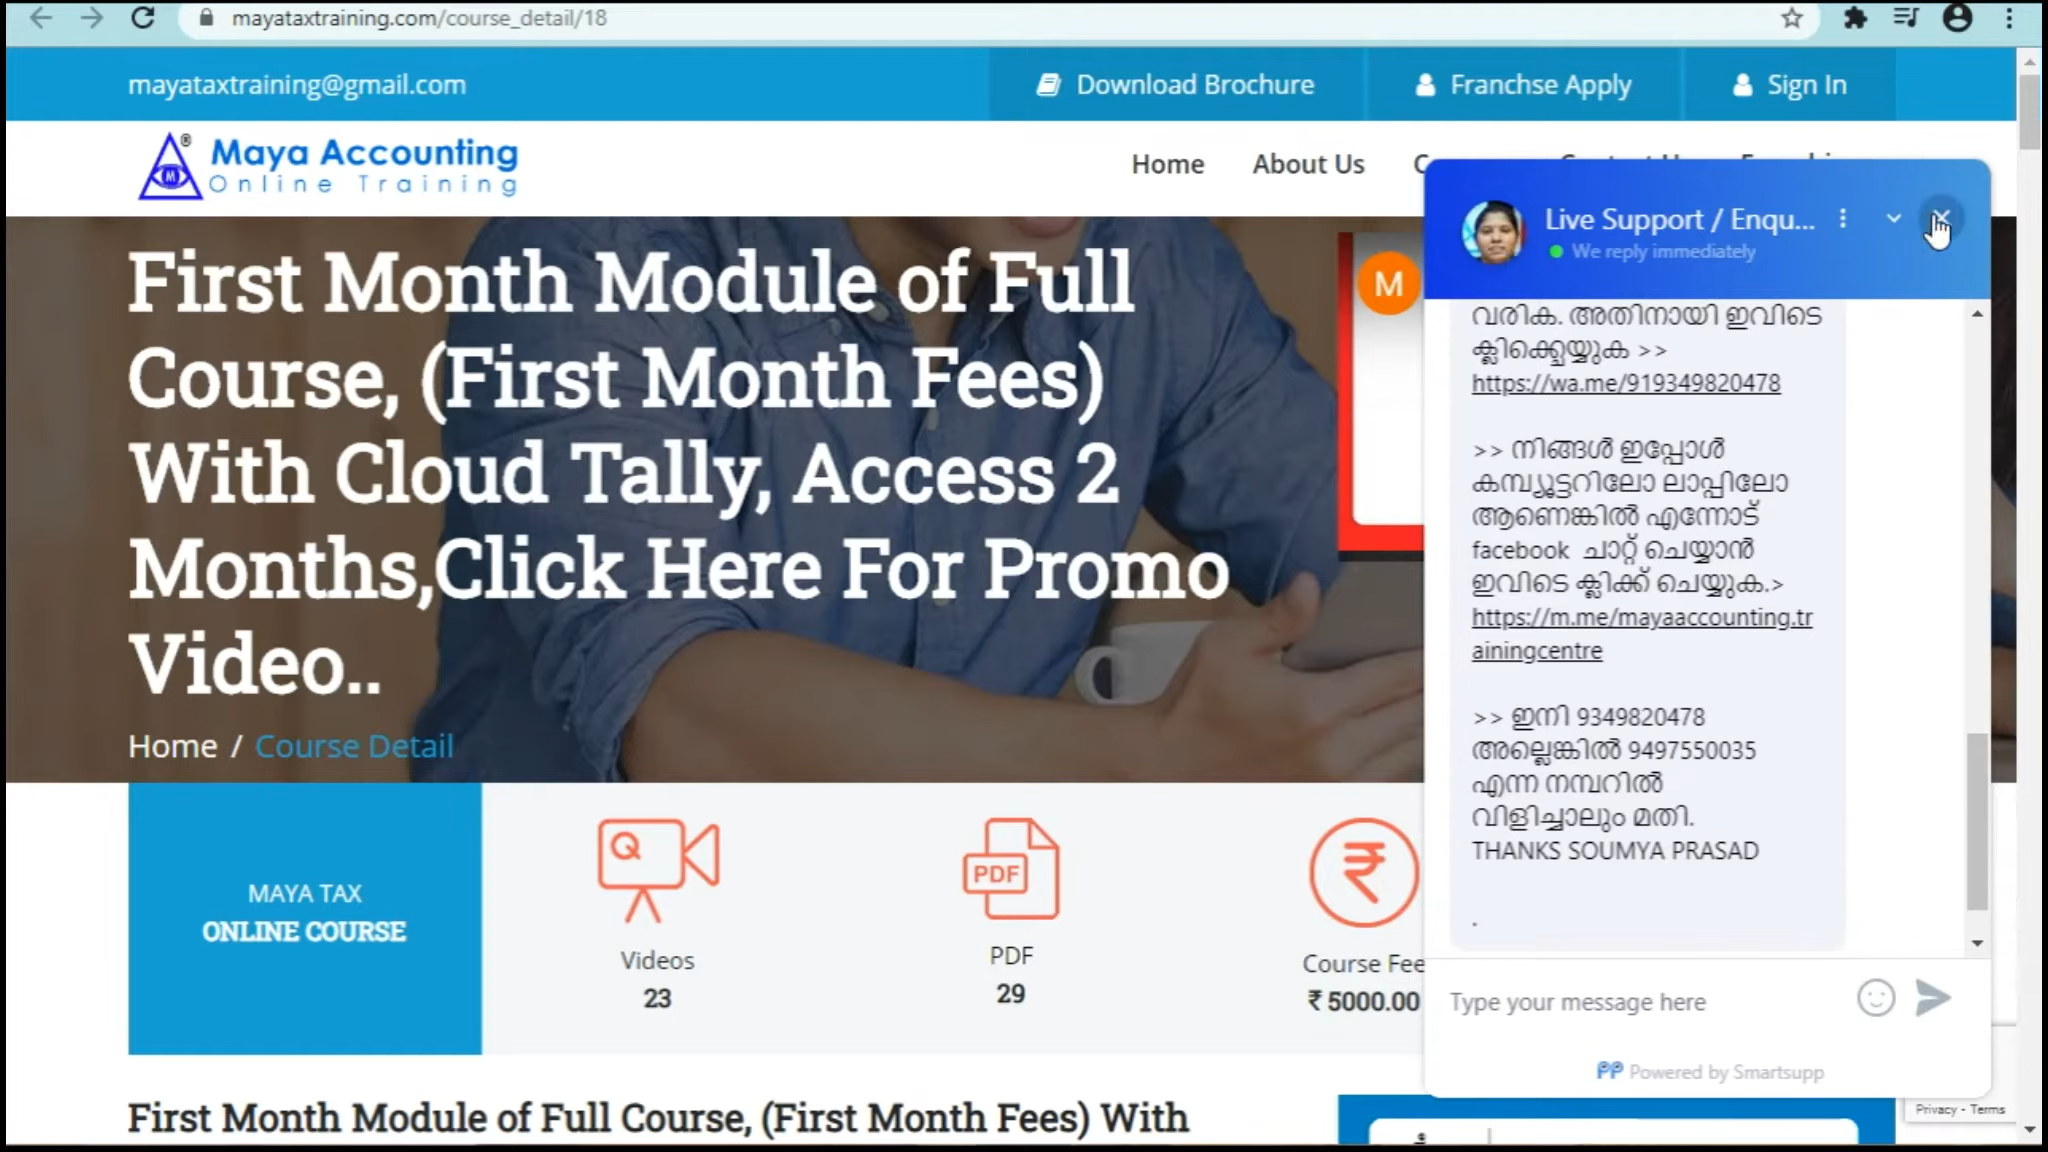 mayataxtraining.com/course_detail/18
mayataxtraining@gmail.com
Download Brochure
Franchse Apply
Sign In
M
Maya Accounting
Online Training
Home
About Us
First Month Module of Full
Course, (First Month Fees)
With Cloud Tally, Access 2
Months,Click Here For Promo
Video..
Home / Course Detail
M
MAYA TAX
ONLINE COURSE
Videos
23
PDF
PDF
29
Course Fee
₹ 5000.00
First Month Module of Full Course, (First Month Fees) With
Live Support / Enqu...
We reply immediately
വരിക. അതിനായി ഇവിടെ
ക്ലിക്ക്ചെയ്യുക >>
https://wa.me/919349820478
>> നിങ്ങൾ ഇപ്പോൾ
കമ്പ്യൂട്ടറിലോ ലാപ്പിലോ
ആണെങ്കിൽ എന്നോട്
facebook ചാറ്റ് ചെയ്യാൻ
ഇവിടെ ക്ലിക്ക് ചെയ്യുക.>
https://m.me/mayaaccounting.tr
ainingcentre
>> ഇനി 9349820478
അല്ലെങ്കിൽ 9497550035
എന്ന നമ്പറിൽ
വിളിച്ചാലും മതി.
THANKS SOUMYA PRASAD
.
Type your message here
Powered by Smartsupp
Privacy - Terms